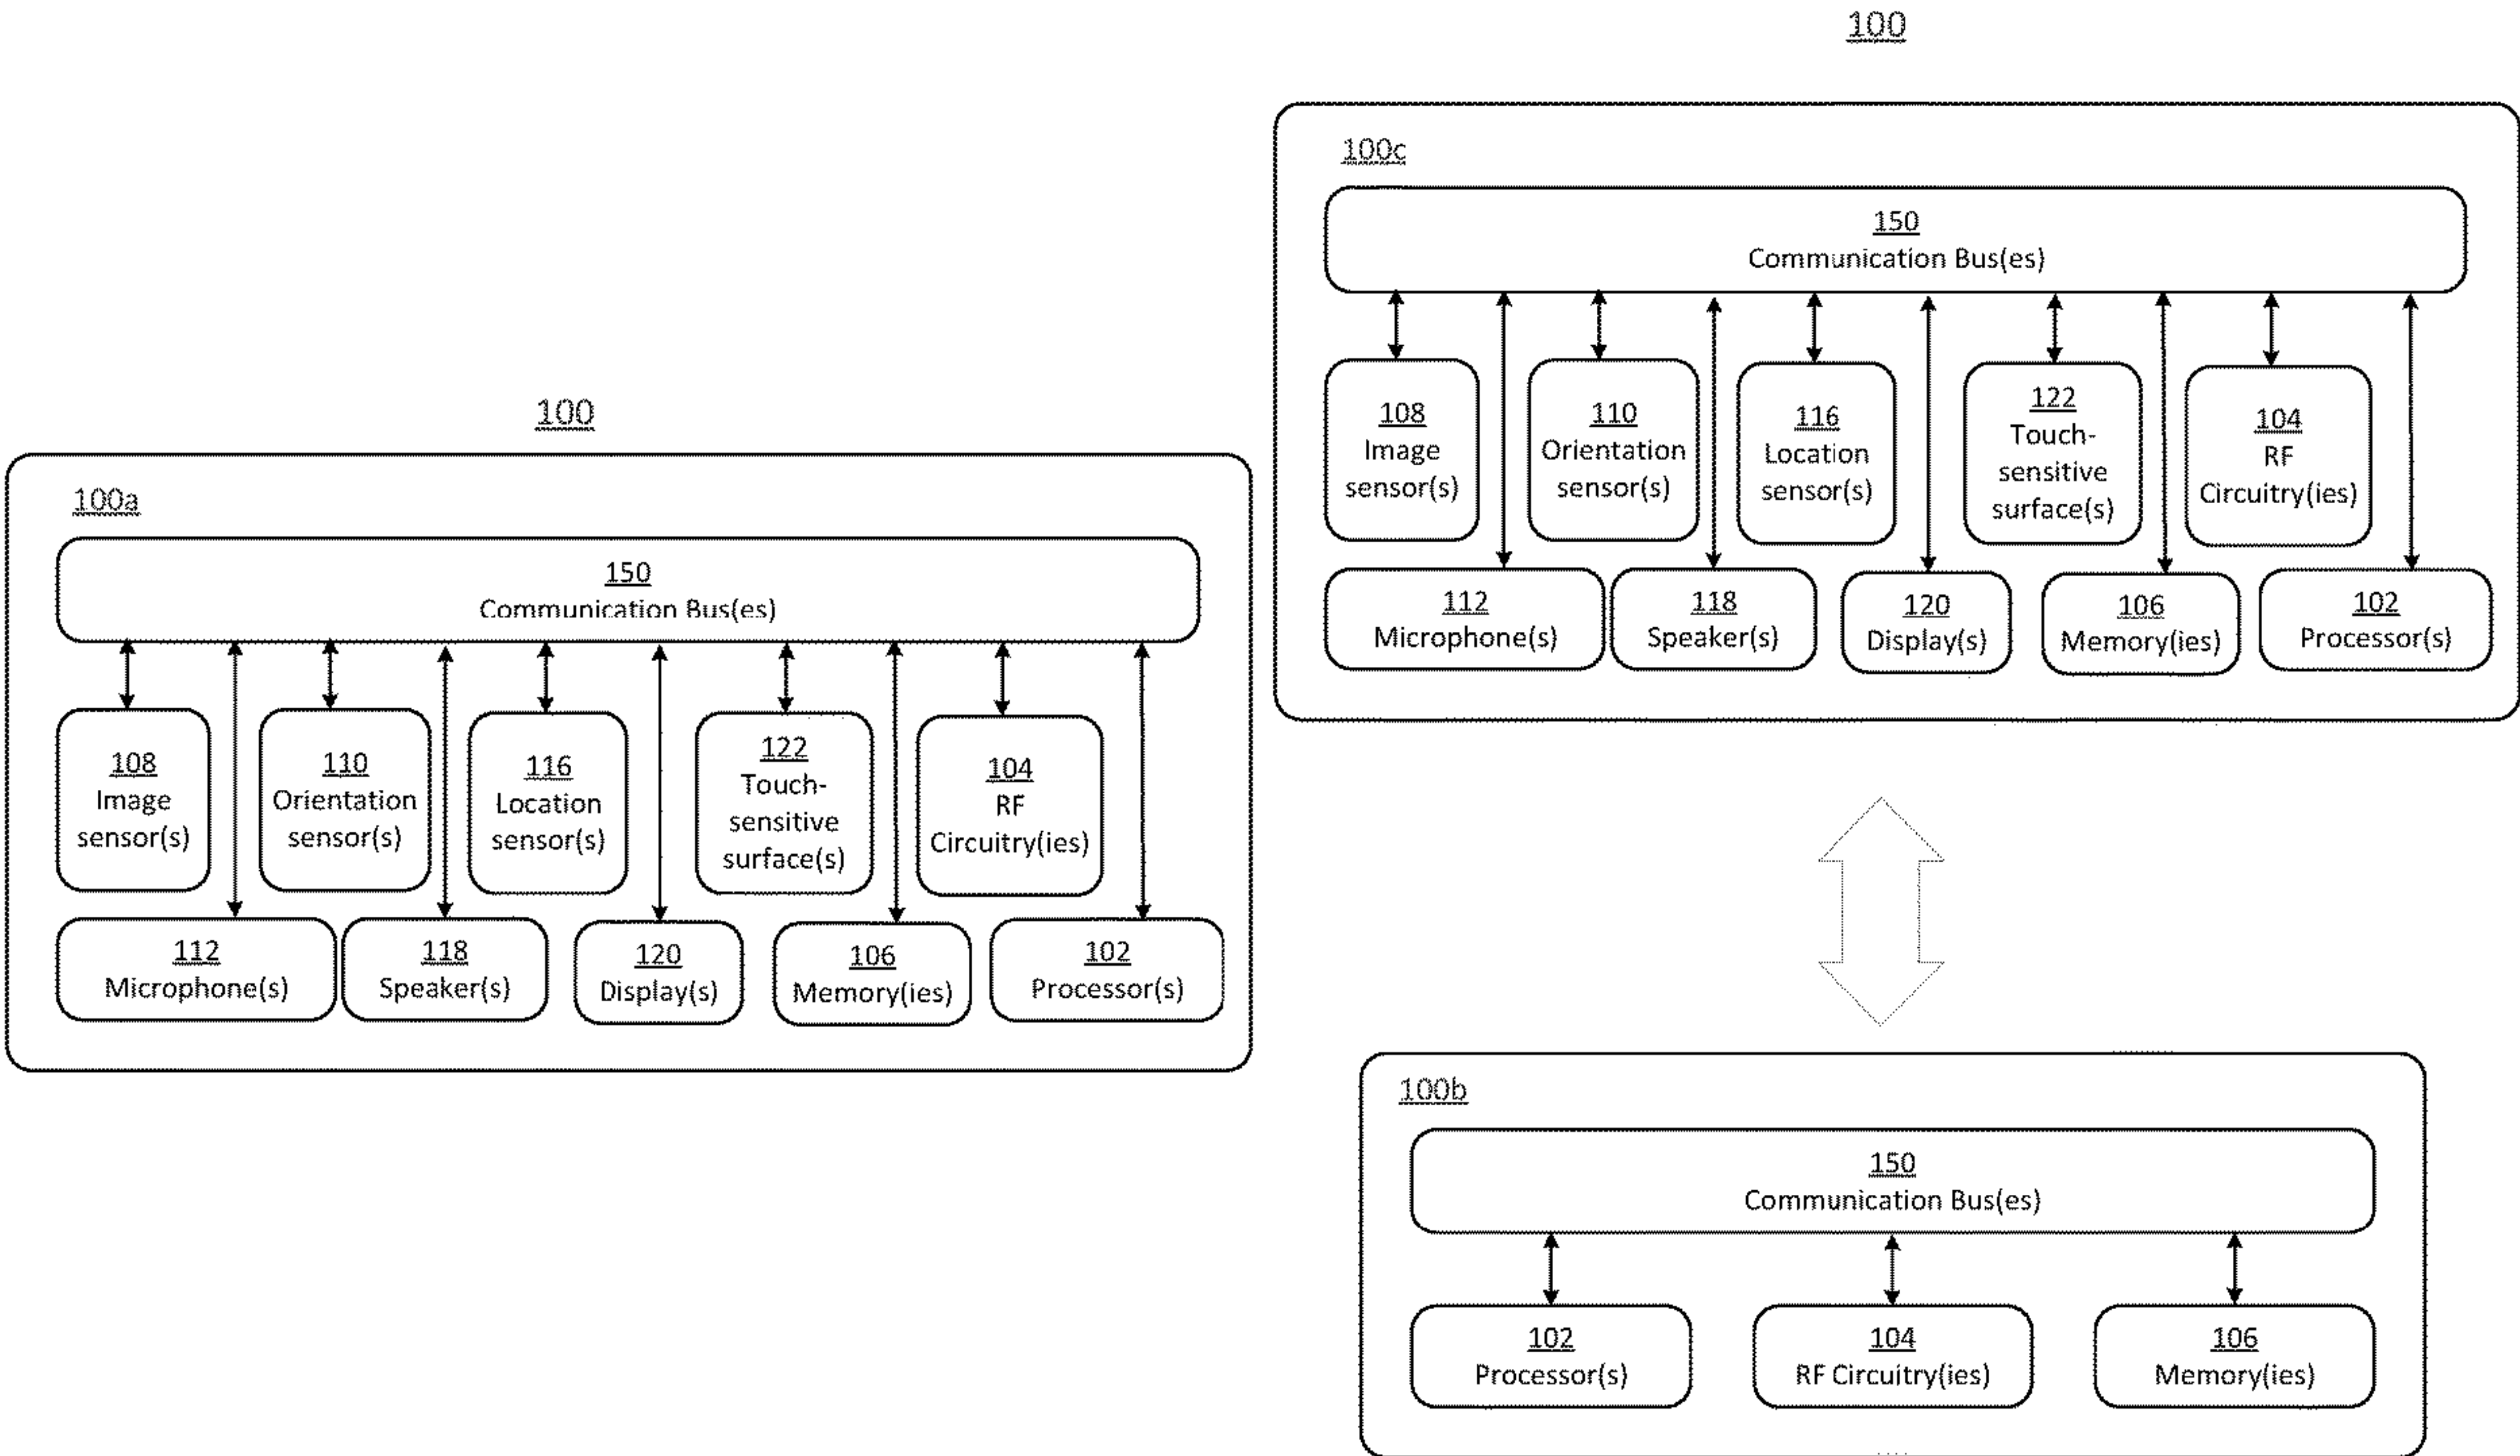 100
100a
150
Communication Bus(es)
108
Image
sensor(s)
110
Orientation
sensor(s)
116
Location
sensor(s)
122
Touch-
sensitive
surface(s)
104
RF
Circuitry(ies)
112
Microphone(s)
118
Speaker(s)
120
Display(s)
106
Memory(ies)
102
Processor(s)
100
100c
150
Communication Bus(es)
108
Image
sensor(s)
110
Orientation
sensor(s)
116
Location
sensor(s)
122
Touch-
sensitive
surface(s)
104
RF
Circuitry(ies)
112
Microphone(s)
118
Speaker(s)
120
Display(s)
106
Memory(ies)
102
Processor(s)
100b
150
Communication Bus(es)
102
Processor(s)
104
RF Circuitry(ies)
106
Memory(ies)